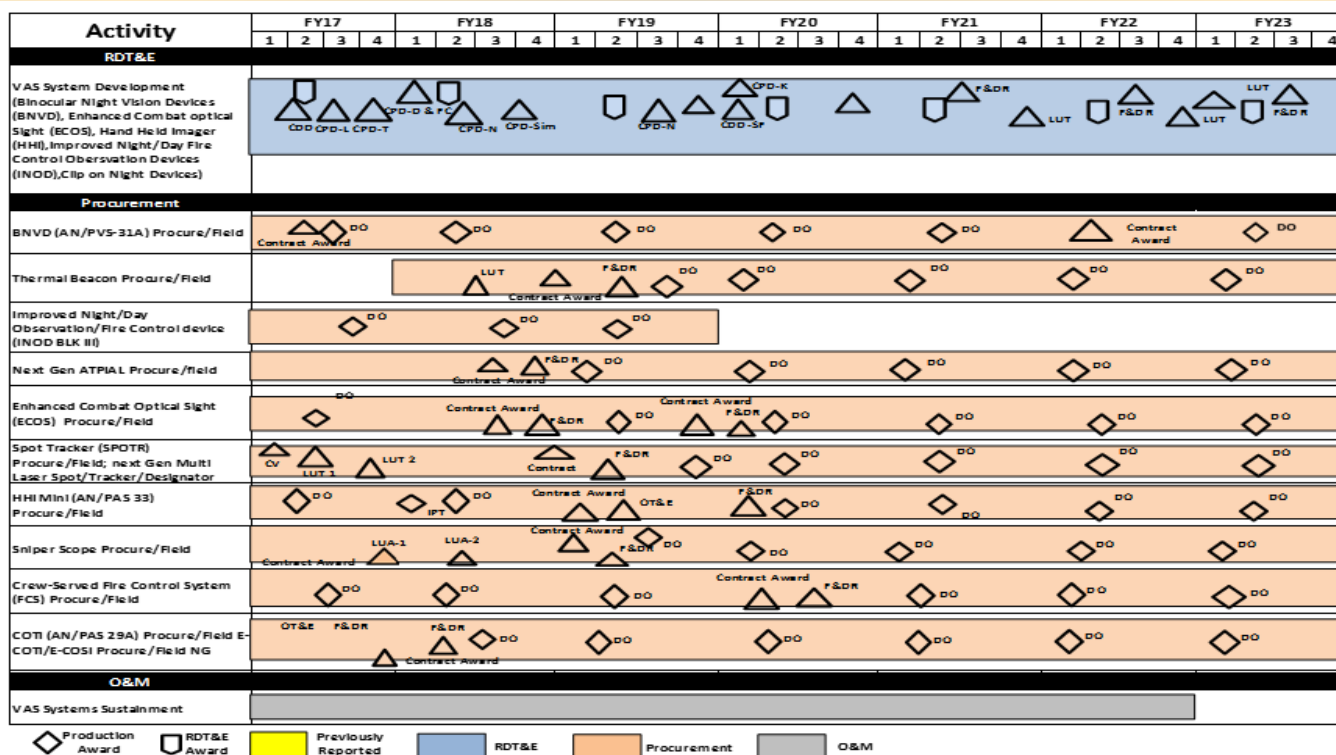 Activity FY17 FY18 FY19 FY20 FY21 FY22 FY23
1 2 3 4 1 2 3 4 1 2 3 4 1 2 3 4 1 2 3 4 1 2 3 4 1 2 3 4
RDT&E
VAS System Development
(Binocular Night Vision Devices
(BNVD), Enhanced Combat optical
Sight (ECOS), Hand Held Imager
(HHI),Improved Night/Day Fire
Control Obersvation Devices
(INOD),Clip on Night Devices)
CDD CPD-L CPD-T CPD-D & FC CPD-N CPD-Sim CPD-N CPD-K CDD-SF F&DR LUT F&DR LUT LUT F&DR
Procurement
BNVD (AN/PVS-31A) Procure/Field
Contract Award DO DO DO DO DO Contract Award DO
Thermal Beacon Procure/Field
LUT Contract Award F&DR DO DO DO DO DO
Improved Night/Day
Observation/Fire Control device
(INOD BLK III)
DO DO DO
Next Gen ATPIAL Procure/field
Contract Award F&DR DO DO DO DO DO
Enhanced Combat Optical Sight
(ECOS) Procure/Field
DO Contract Award F&DR DO Contract Award F&DR DO DO DO DO
Spot Tracker (SPOTR)
Procure/Field; next Gen Multi
Laser Spot/Tracker/Designator
CV LUT 1 LUT 2 Contract F&DR DO DO DO DO DO
HHI Mini (AN/PAS 33)
Procure/Field
DO IPT DO Contract Award OT&E F&DR DO DO DO DO
Sniper Scope Procure/Field
Contract Award LUA-1 LUA-2 Contract Award F&DR DO DO DO DO DO
Crew-Served Fire Control System
(FCS) Procure/Field
DO DO DO Contract Award F&DR DO DO DO
COTI (AN/PAS 29A) Procure/Field E-
COTI/E-COSI Procure/Field NG
OT&E F&DR Contract Award F&DR DO DO DO DO DO DO
O&M
VAS Systems Sustainment
Production Award RDT&E Award Previously Reported RDT&E Procurement O&M